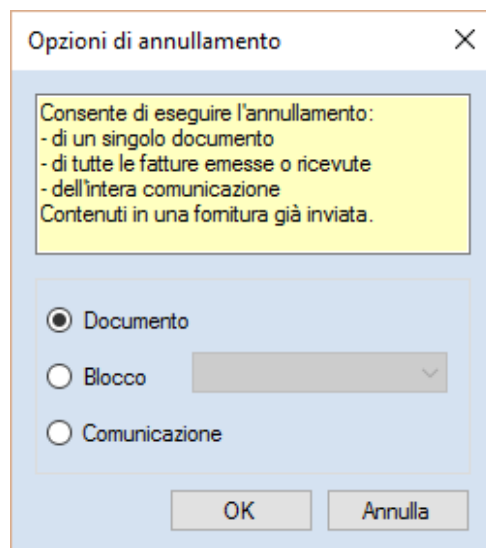 Opzioni di annullamento
Consente di eseguire l'annullamento:
- di un singolo documento
- di tutte le fatture emesse o ricevute
- dell'intera comunicazione
Contenuti in una fornitura già inviata.
Documento
Blocco
Comunicazione
OK Annulla